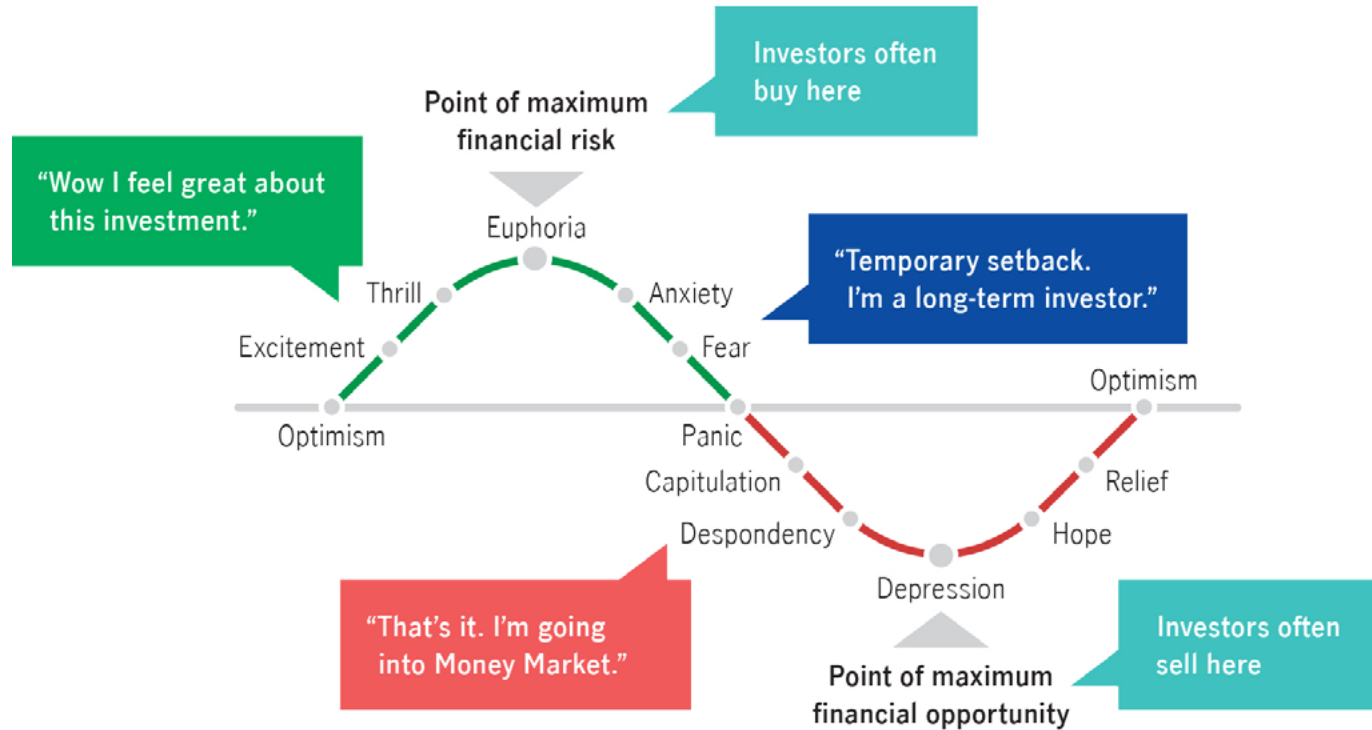 Investors often
buy here
Point of maximum
financial risk
“Wow I feel great about
this investment.”
Euphoria
“Temporary setback.
I'm a long-term investor.”
Thrill
Anxiety
Excitement
Fear
Optimism
Optimism
Panic
Capitulation
Relief
Despondency
Hope
Depression
“That's it. I'm going
into Money Market.”
Investors often
sell here
Point of maximum
financial opportunity